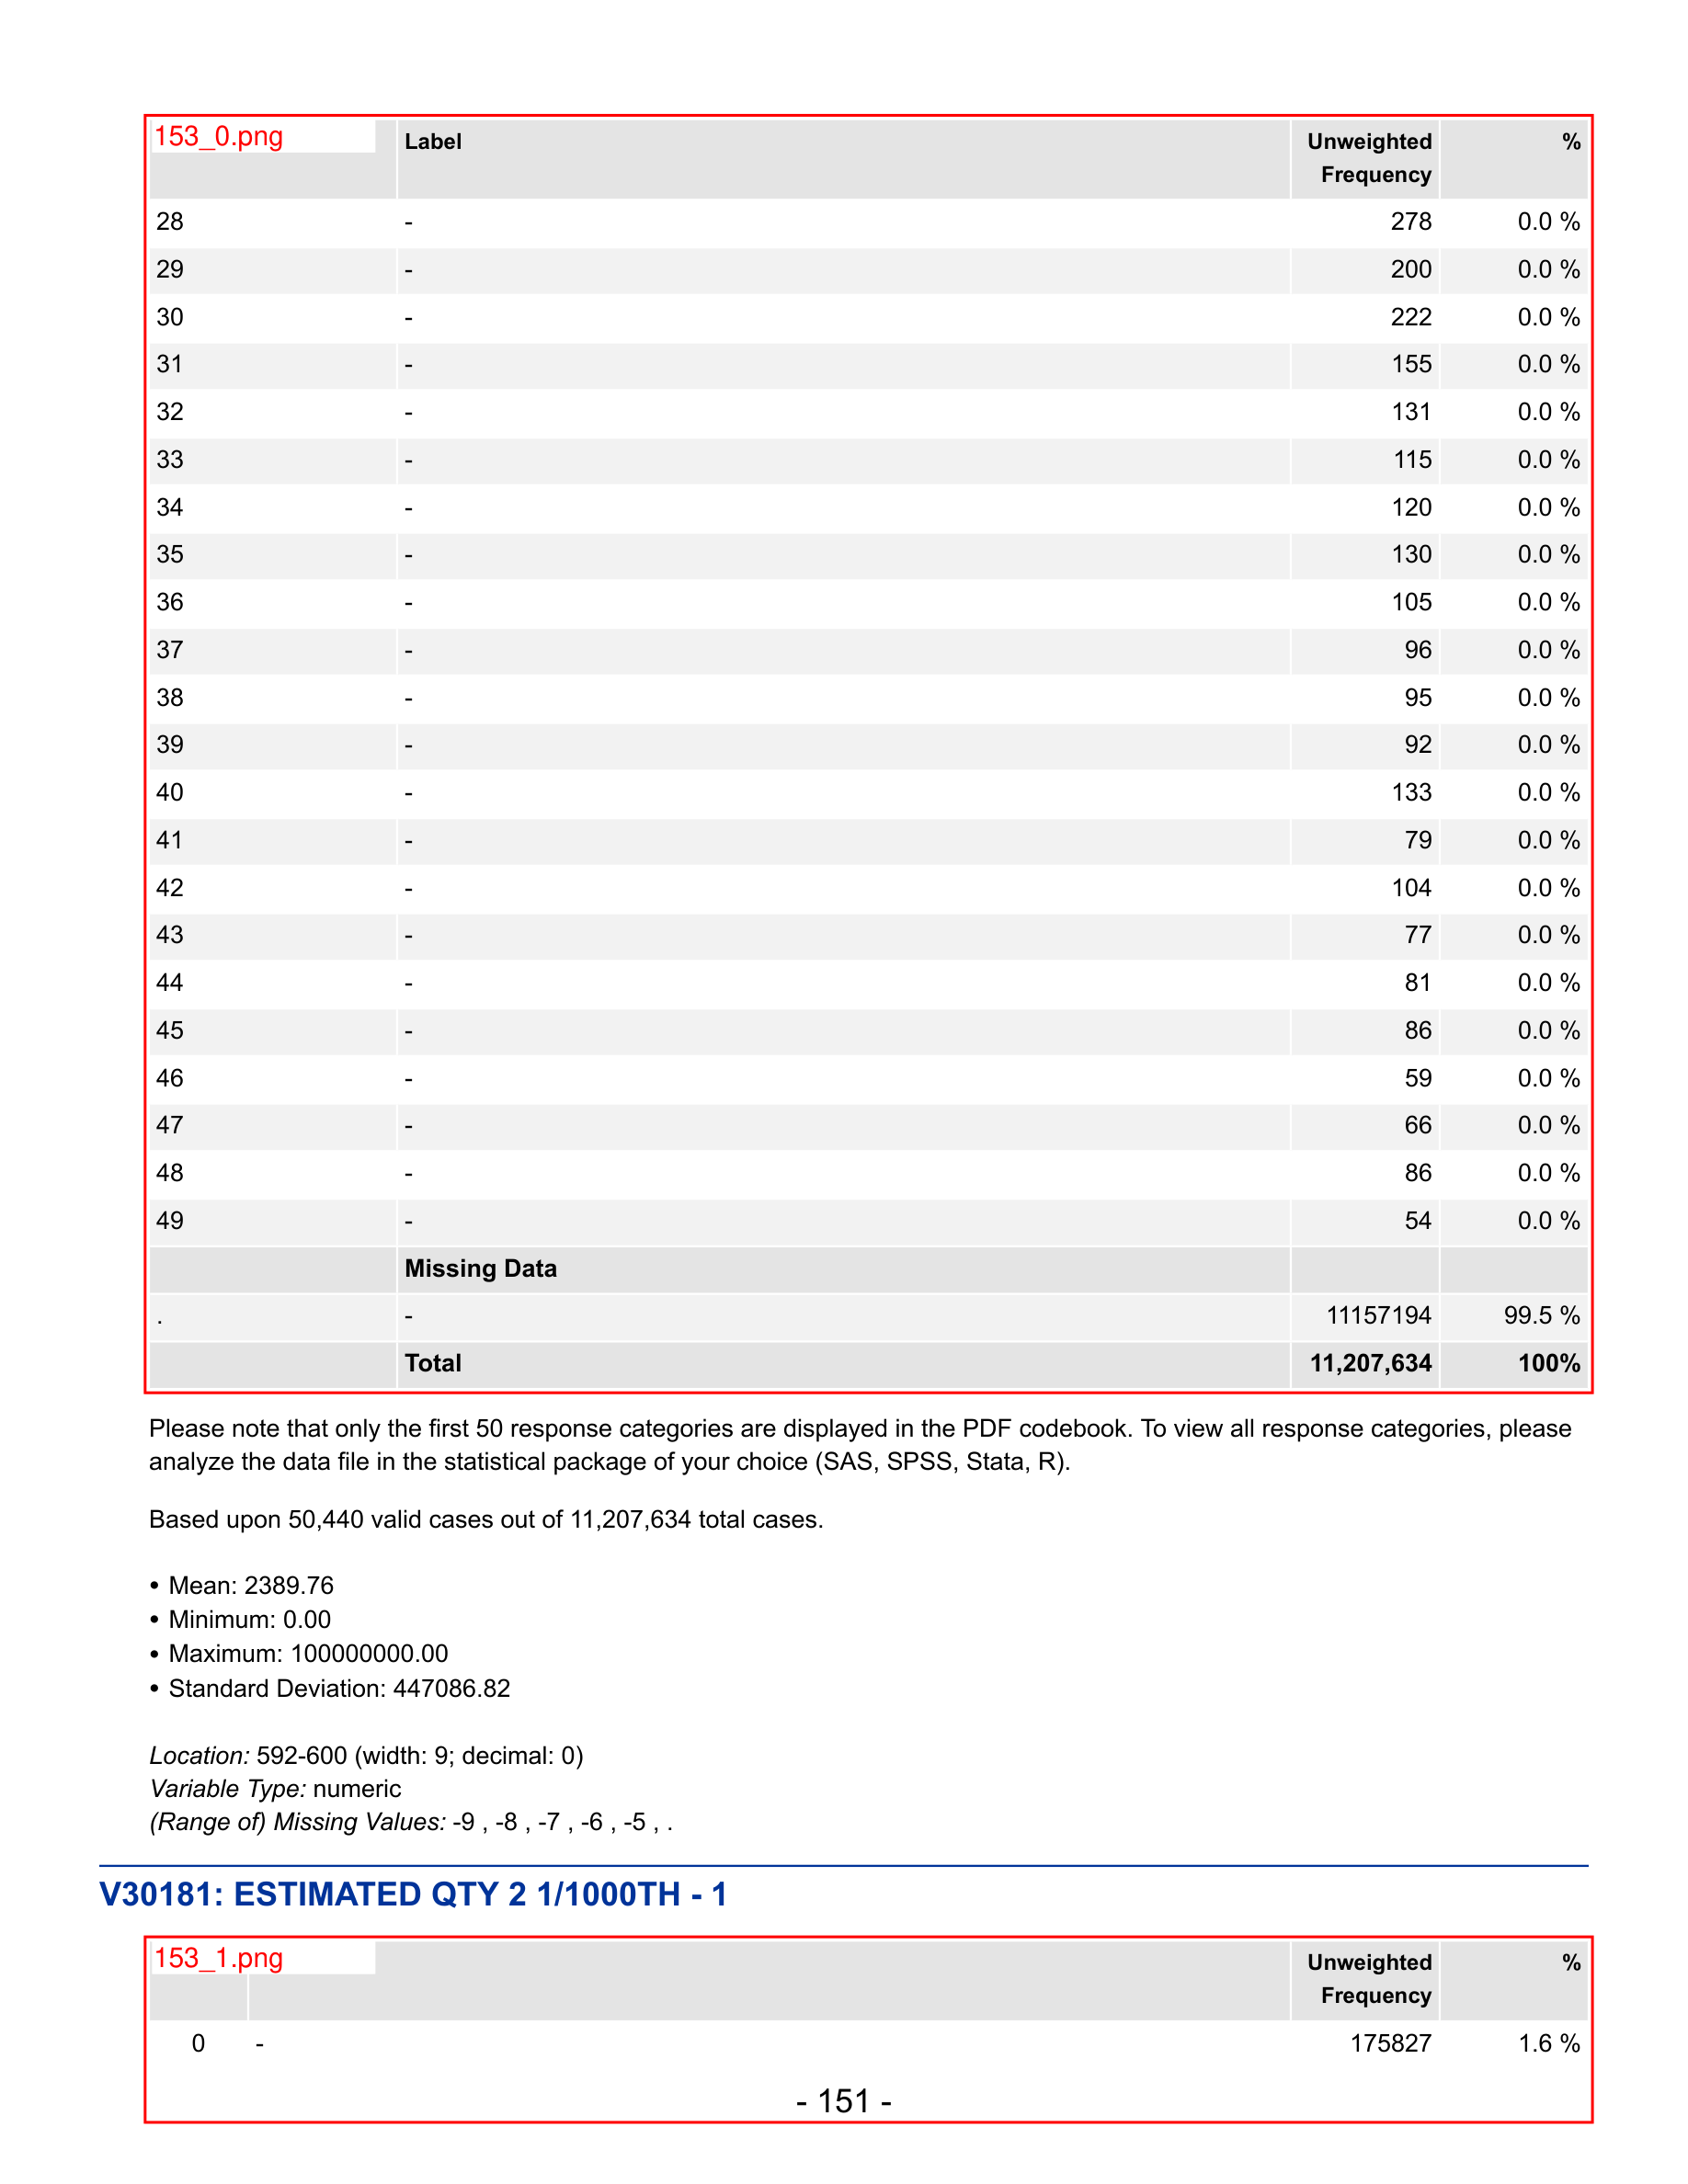 153_0.png Label Unweighted Frequency %
28 - 278 0.0 %
29 - 200 0.0 %
30 - 222 0.0 %
31 - 155 0.0 %
32 - 131 0.0 %
33 - 115 0.0 %
34 - 120 0.0 %
35 - 130 0.0 %
36 - 105 0.0 %
37 - 96 0.0 %
38 - 95 0.0 %
39 - 92 0.0 %
40 - 133 0.0 %
41 - 79 0.0 %
42 - 104 0.0 %
43 - 77 0.0 %
44 - 81 0.0 %
45 - 86 0.0 %
46 - 59 0.0 %
47 - 66 0.0 %
48 - 86 0.0 %
49 - 54 0.0 %
Missing Data
. - 11157194 99.5 %
Total 11,207,634 100%
Please note that only the first 50 response categories are displayed in the PDF codebook. To view all response categories, please
analyze the data file in the statistical package of your choice (SAS, SPSS, Stata, R).
Based upon 50,440 valid cases out of 11,207,634 total cases.
• Mean: 2389.76
• Minimum: 0.00
• Maximum: 100000000.00
• Standard Deviation: 447086.82
Location: 592-600 (width: 9; decimal: 0)
Variable Type: numeric
(Range of) Missing Values: -9 , -8 , -7 , -6 , -5 , .
V30181: ESTIMATED QTY 2 1/1000TH - 1
153_1.png Unweighted Frequency %
0 - 175827 1.6 %
- 151 -